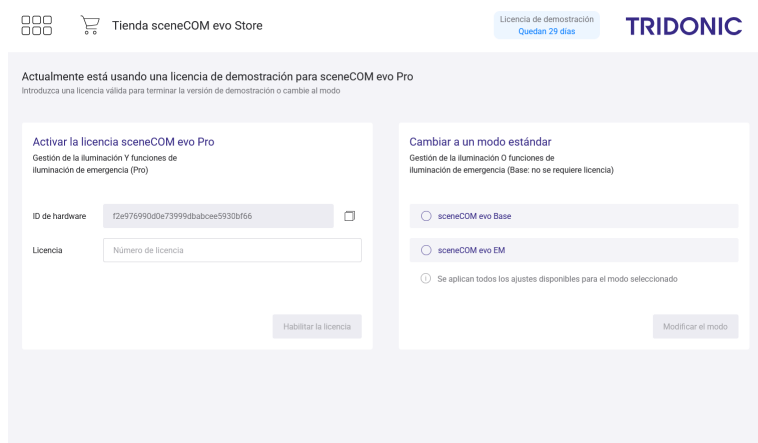 Tienda sceneCOM evo Store
Licencia de demostración
Quedan 29 días
TRIDONIC
Actualmente está usando una licencia de demostración para sceneCOM evo Pro
Introduzca una licencia válida para terminar la versión de demostración o cambie al modo
Activar la licencia sceneCOM evo Pro
Gestión de la iluminación Y funciones de
iluminación de emergencia (Pro)
ID de hardware
f2e976990d0e73999dbabcee5930bf66
Licencia
Número de licencia
Habilitar la licencia
Cambiar a un modo estándar
Gestión de la iluminación O funciones de
iluminación de emergencia (Base: no se requiere licencia)
sceneCOM evo Base
sceneCOM evo EM
Se aplican todos los ajustes disponibles para el modo seleccionado
Modificar el modo